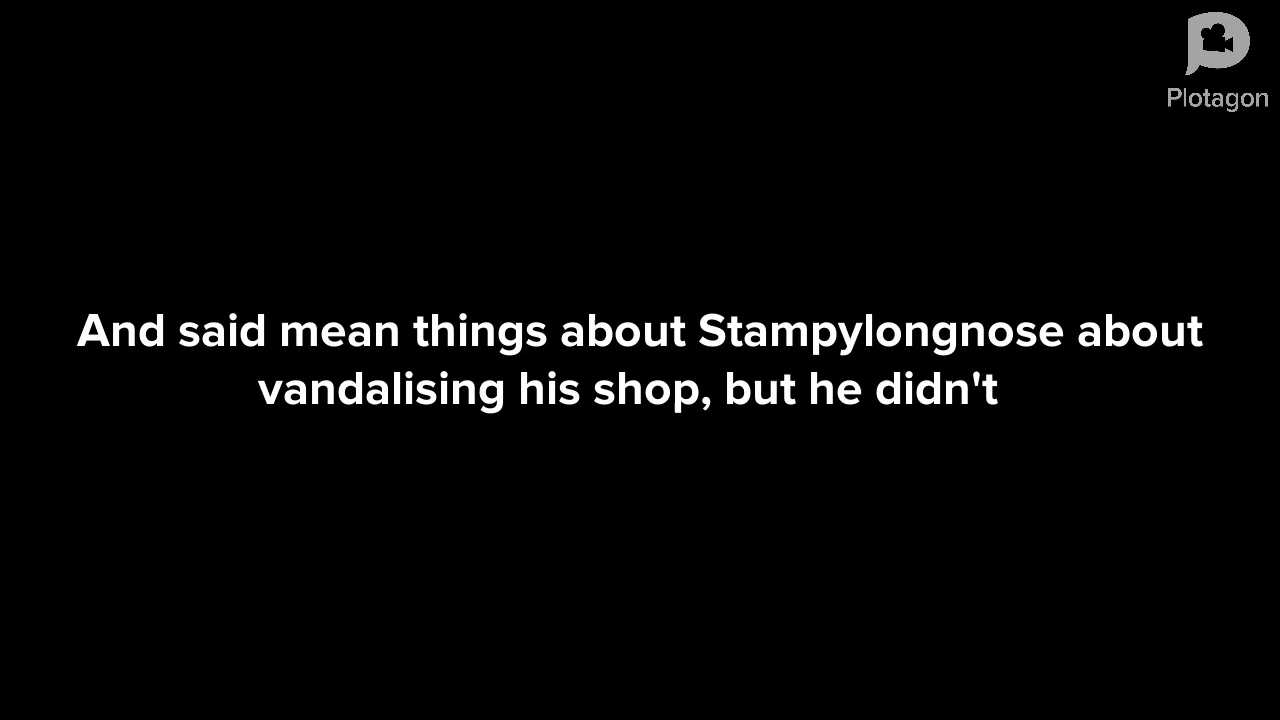 Plotagon
And said mean things about Stampylongnose about
vandalising his shop, but he didn't